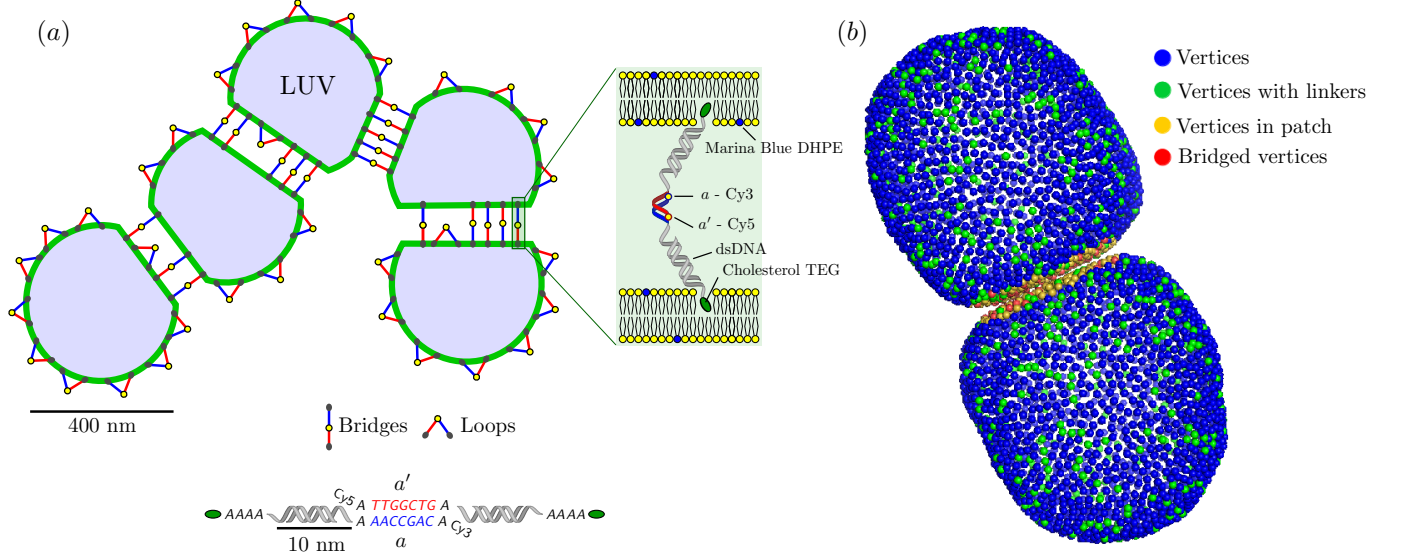 (a)
LUV
Marina Blue DHPE
a - Cy3
a′ - Cy5
dsDNA
Cholesterol TEG
400 nm
Bridges
Loops
a′
Cy5 A TTGGCTG A
AAAA AAAA
A AACCGAC A Cy3
10 nm
a
(b)
Vertices
Vertices with linkers
Vertices in patch
Bridged vertices